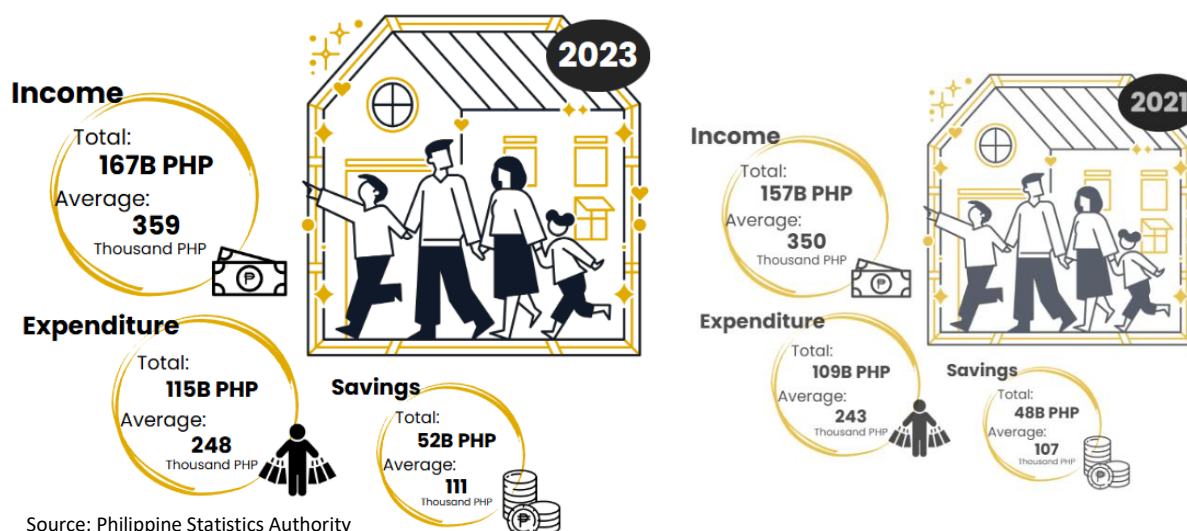 2023
Income
Total:
167B PHP
Average:
359
Thousand PHP
Expenditure
Total:
115B PHP
Average:
248
Thousand PHP
Savings
Total:
52B PHP
Average:
111
Thousand PHP
Source: Philippine Statistics Authority
2021
Income
Total:
157B PHP
Average:
350
Thousand PHP
Expenditure
Total:
109B PHP
Average:
243
Thousand PHP
Savings
Total:
48B PHP
Average:
107
Thousand PHP